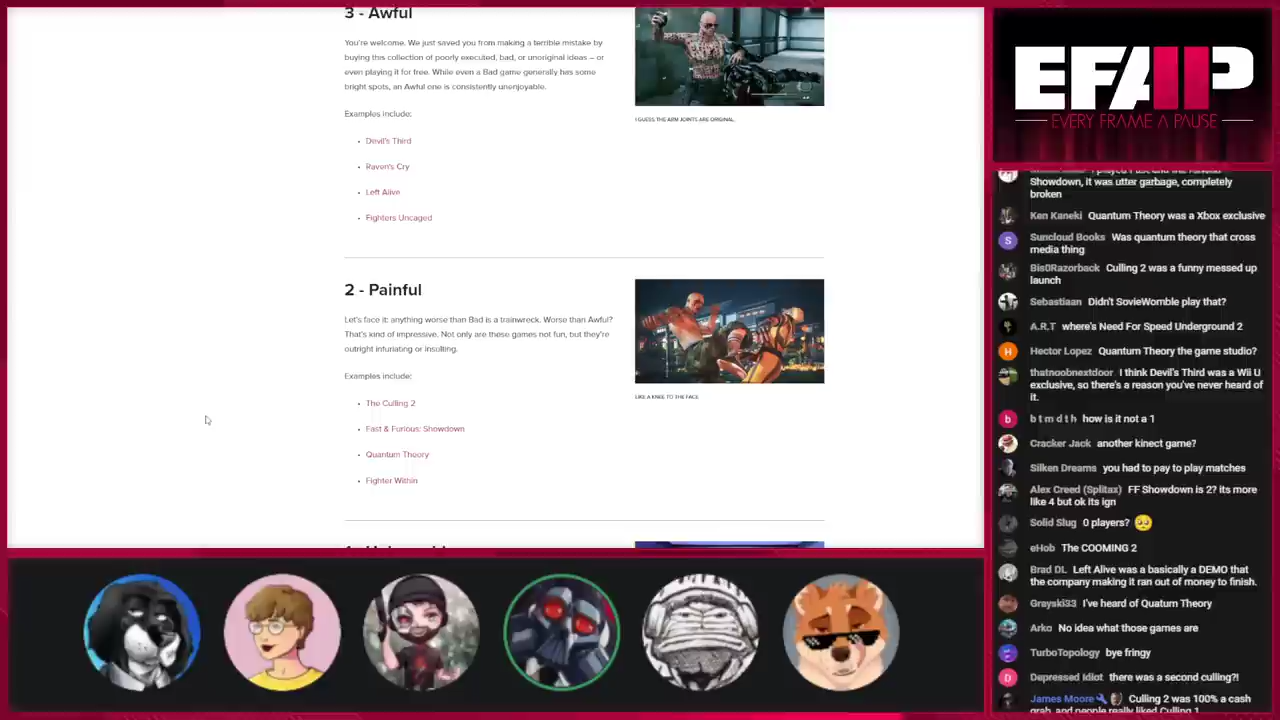 3 - Awful
You're welcome. We just saved you from making a terrible mistake by
buying this collection of poorly executed, bad, or unoriginal ideas – or
even playing it for free. While even a Bad game generally has some
bright spots, an Awful one is consistently unenjoyable.
Examples include:
• Devil's Third
• Raven's Cry
• Left Alive
• Fighters Uncaged
I GUESS THE ARM JOINTS ARE ORIGINAL.
2 - Painful
Let's face it: anything worse than Bad is a trainwreck. Worse than Awful?
That's kind of impressive. Not only are these games not fun, but they're
outright infuriating or insulting.
Examples include:
• The Culling 2
• Fast & Furious: Showdown
• Quantum Theory
• Fighter Within
LIKE A KNEE TO THE FACE.
EFAP
EVERY FRAME A PAUSE
Showdown, it was utter garbage, completely
broken
Ken Kaneki Quantum Theory was a Xbox exclusive
Suncloud Books Was quantum theory that cross
media thing
Bis0Razorback Culling 2 was a funny messed up
launch
Sebastiaan Didn't SovieWomble play that?
A.R.T where's Need For Speed Underground 2
Hector Lopez Quantum Theory the game studio?
thatnoobnextdoor I think Devil's Third was a Wii U
exclusive, so there's a reason you've never heard of
it.
b t m d t h how is it not a 1
Cracker Jack another kinect game?
Silken Dreams you had to pay to play matches
Alex Creed (Splitax) FF Showdown is 2? its more
like 4 but ok its ign
Solid Slug 0 players? 🥺
eHob The COOMING 2
Brad DL Left Alive was a basically a DEMO that
the company making it ran out of money to finish.
Grayski33 I've heard of Quantum Theory
Arko No idea what those games are
TurboTopology bye fringy
Depressed Idiot there was a second culling?!
James Moore Culling 2 was 100% a cash
grab, and people really liked Culling 1